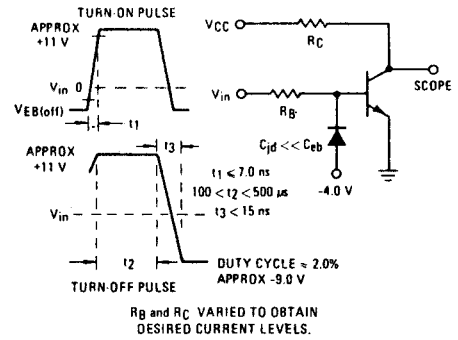 TURN-ON PULSE
APPROX
+11 V
Vin 0
VEB(off)
t1
t3
APPROX
+11 V
Vin
t2
TURN-OFF PULSE
VCC
RC
Vin
RB
Cjd << Ceb
-4.0 V
SCOPE
t1 ≤ 7.0 ns
100 < t2 < 500 μs
t3 < 15 ns
DUTY CYCLE ≈ 2.0%
APPROX -9.0 V
RB and RC VARIED TO OBTAIN
DESIRED CURRENT LEVELS.